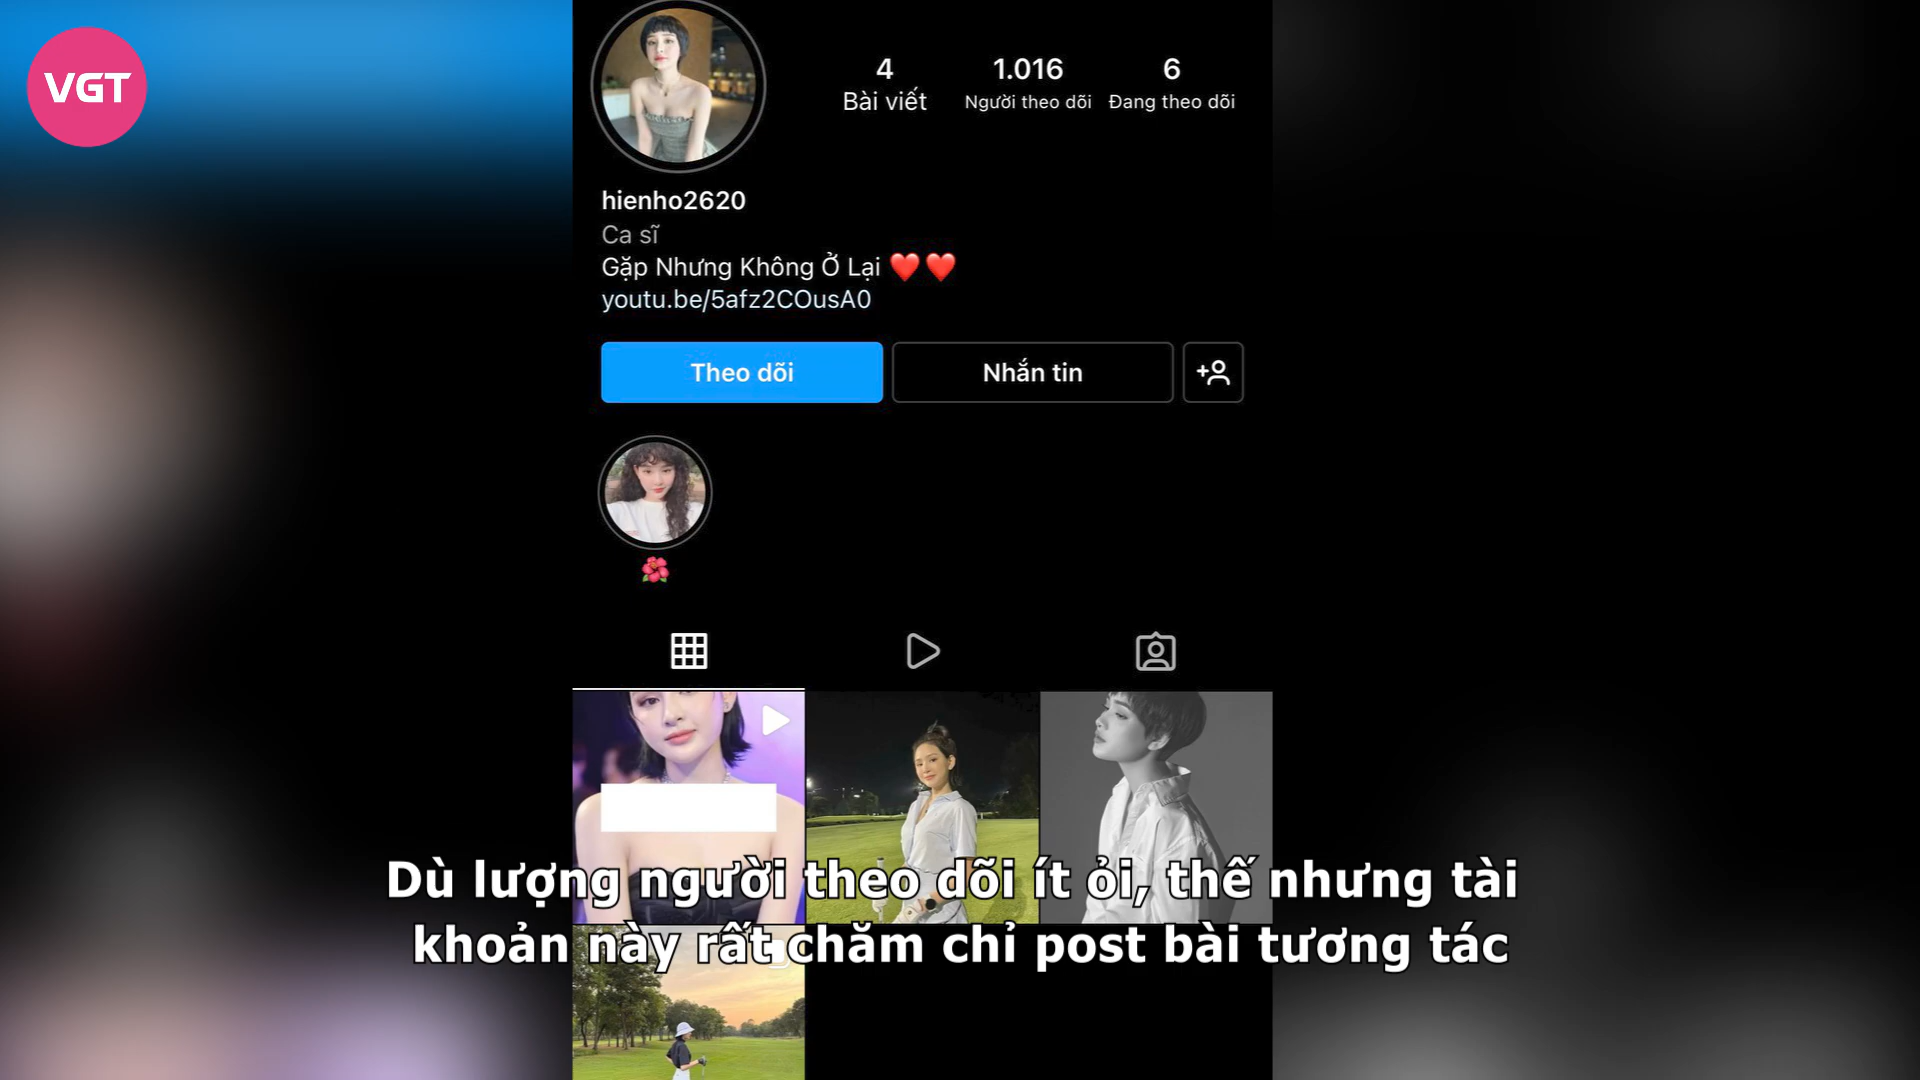 VGT
4
Bài viết
1.016
Người theo dõi
6
Đang theo dõi
hienho2620
Ca sĩ
Gặp Nhưng Không Ở Lại ❤️❤️
youtu.be/5afz2COusA0
Theo dõi
Nhắn tin
Dù lượng người theo dõi ít ỏi, thế nhưng tài
khoản này rất chăm chỉ post bài tương tác